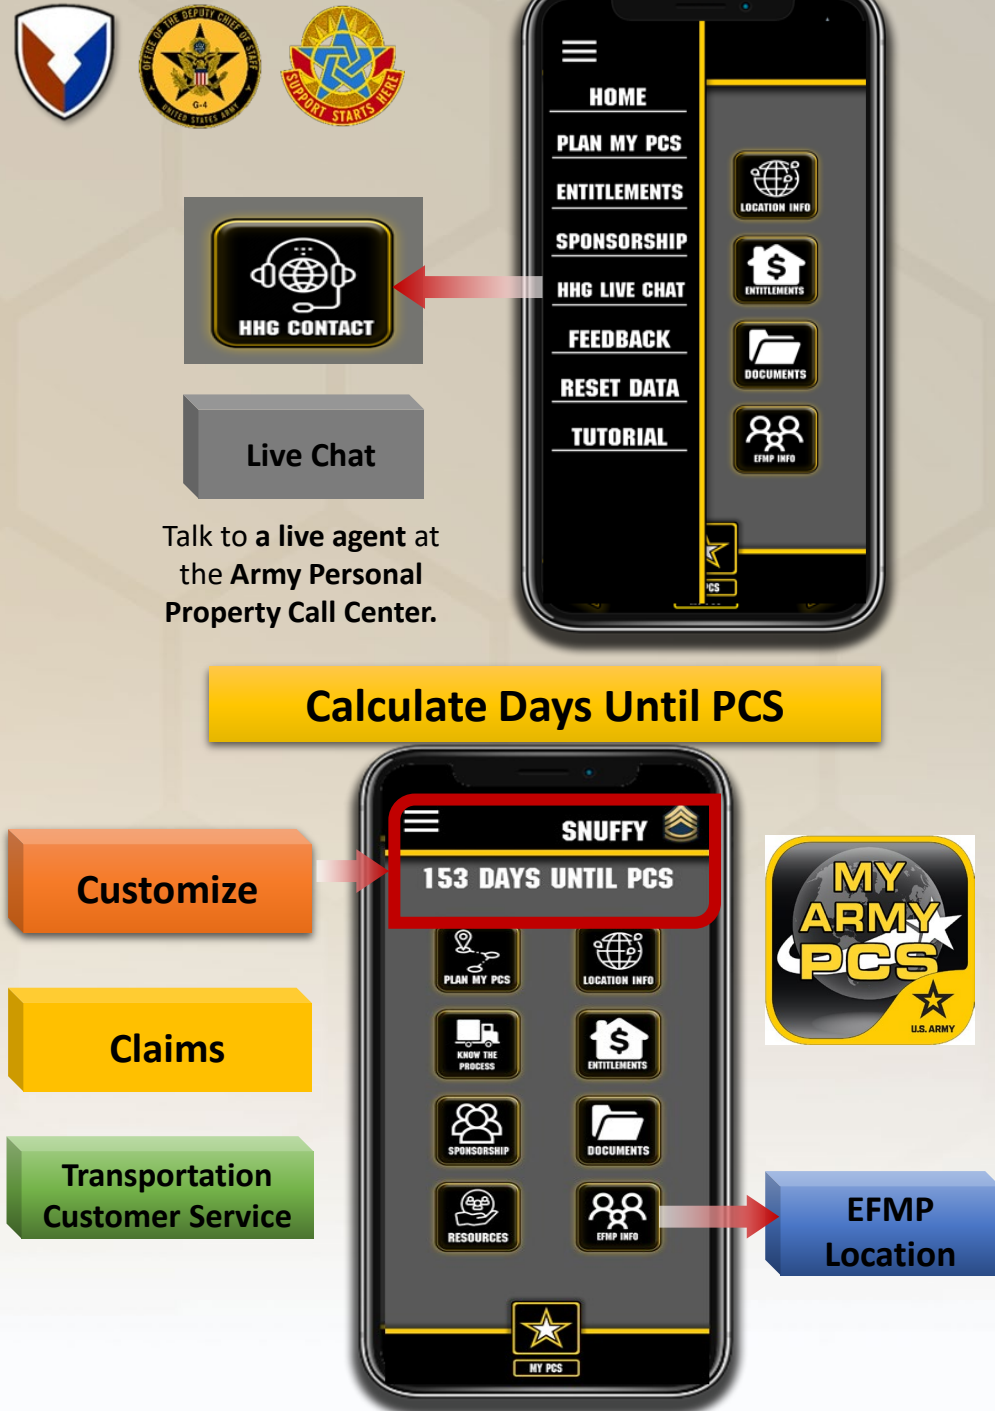 OFFICE OF THE DEPUTY CHIEF OF STAFF
G-4
UNITED STATES ARMY
SUPPORT STARTS HERE
HOME
PLAN MY PCS
ENTITLEMENTS
SPONSORSHIP
HHG LIVE CHAT
FEEDBACK
RESET DATA
TUTORIAL
LOCATION INFO
ENTITLEMENTS
DOCUMENTS
EFMP INFO
PCS
HHG CONTACT
Live Chat
Talk to a live agent at
the Army Personal
Property Call Center.
Calculate Days Until PCS
SNUFFY
153 DAYS UNTIL PCS
PLAN MY PCS
LOCATION INFO
KNOW THE
PROCESS
ENTITLEMENTS
SPONSORSHIP
DOCUMENTS
RESOURCES
EFMP INFO
MY PCS
Customize
Claims
Transportation
Customer Service
MY
ARMY
PCS
U.S. ARMY
EFMP
Location